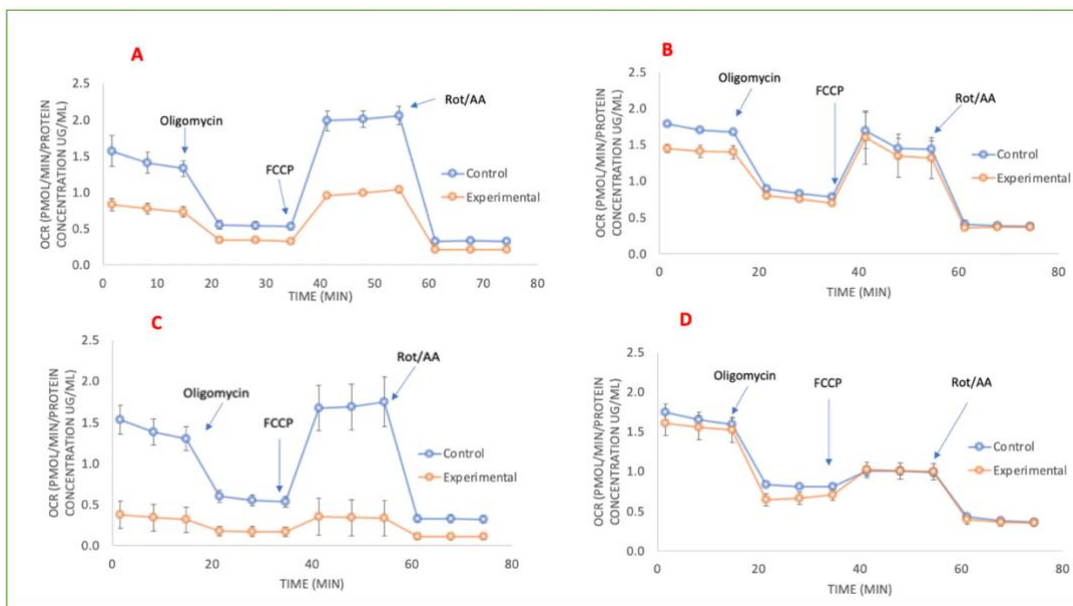 A
OCR (PMOL/MIN/PROTEIN
CONCENTRATION UG/ML)
2.5
2.0
1.5
1.0
0.5
0.0
Oligomycin
FCCP
Rot/AA
Control
Experimental
0 10 20 30 40 50 60 70 80
TIME (MIN)
B
OCR (PMOL/MIN/PROTEIN
CONCENTRATION UG/ML)
2.5
2.0
1.5
1.0
0.5
0.0
Oligomycin
FCCP
Rot/AA
Control
Experimental
0 20 40 60 80
TIME (MIN)
C
OCR (PMOL/MIN/PROTEIN
CONCENTRATION UG/ML)
2.5
2.0
1.5
1.0
0.5
0.0
Oligomycin
FCCP
Rot/AA
Control
Experimental
0 20 40 60 80
TIME (MIN)
D
OCR (PMOL/MIN/PROTEIN
CONCENTRATION UG/ML)
2.5
2.0
1.5
1.0
0.5
0.0
Oligomycin
FCCP
Rot/AA
Control
Experimental
0 20 40 60 80
TIME (MIN)